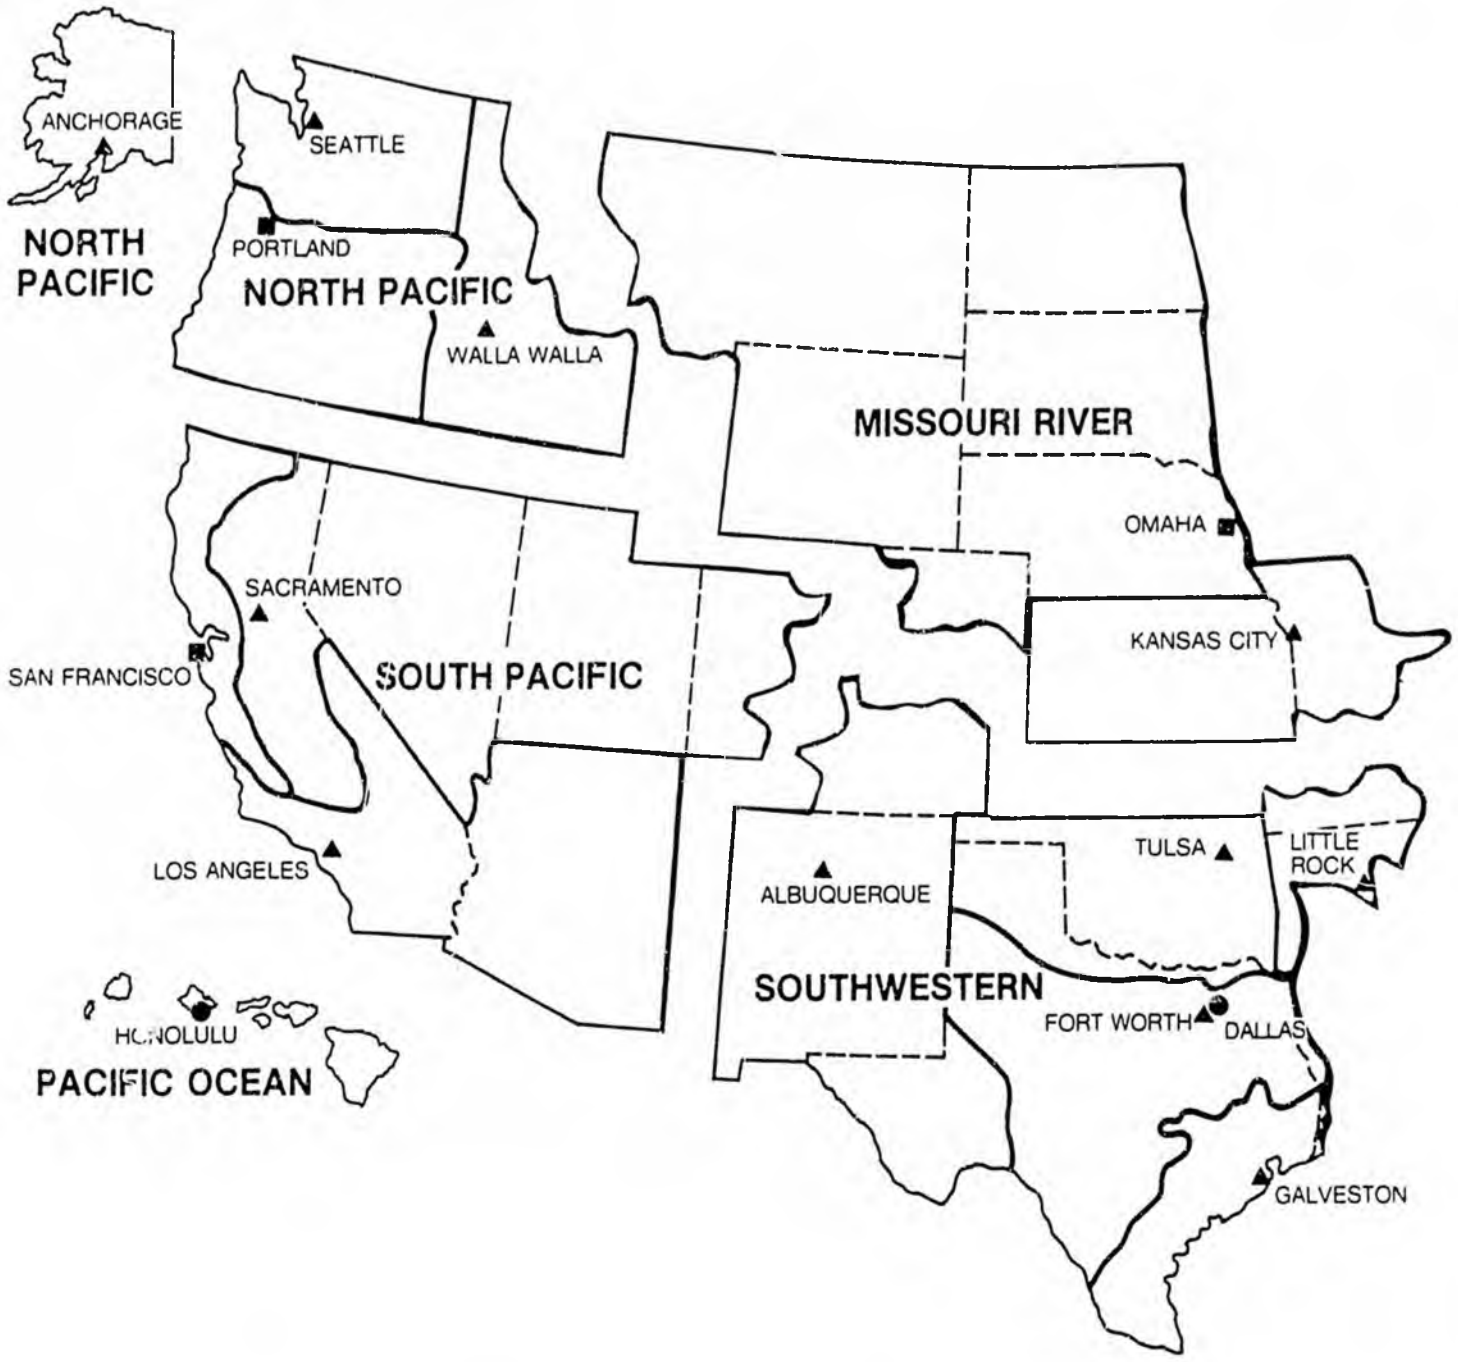 ANCHORAGE
NORTH
PACIFIC
SEATTLE
PORTLAND
NORTH PACIFIC
WALLA WALLA
MISSOURI RIVER
OMAHA
KANSAS CITY
SACRAMENTO
SAN FRANCISCO
SOUTH PACIFIC
LOS ANGELES
HONOLULU
PACIFIC OCEAN
TULSA
LITTLE
ROCK
ALBUQUERQUE
SOUTHWESTERN
FORT WORTH
DALLAS
GALVESTON